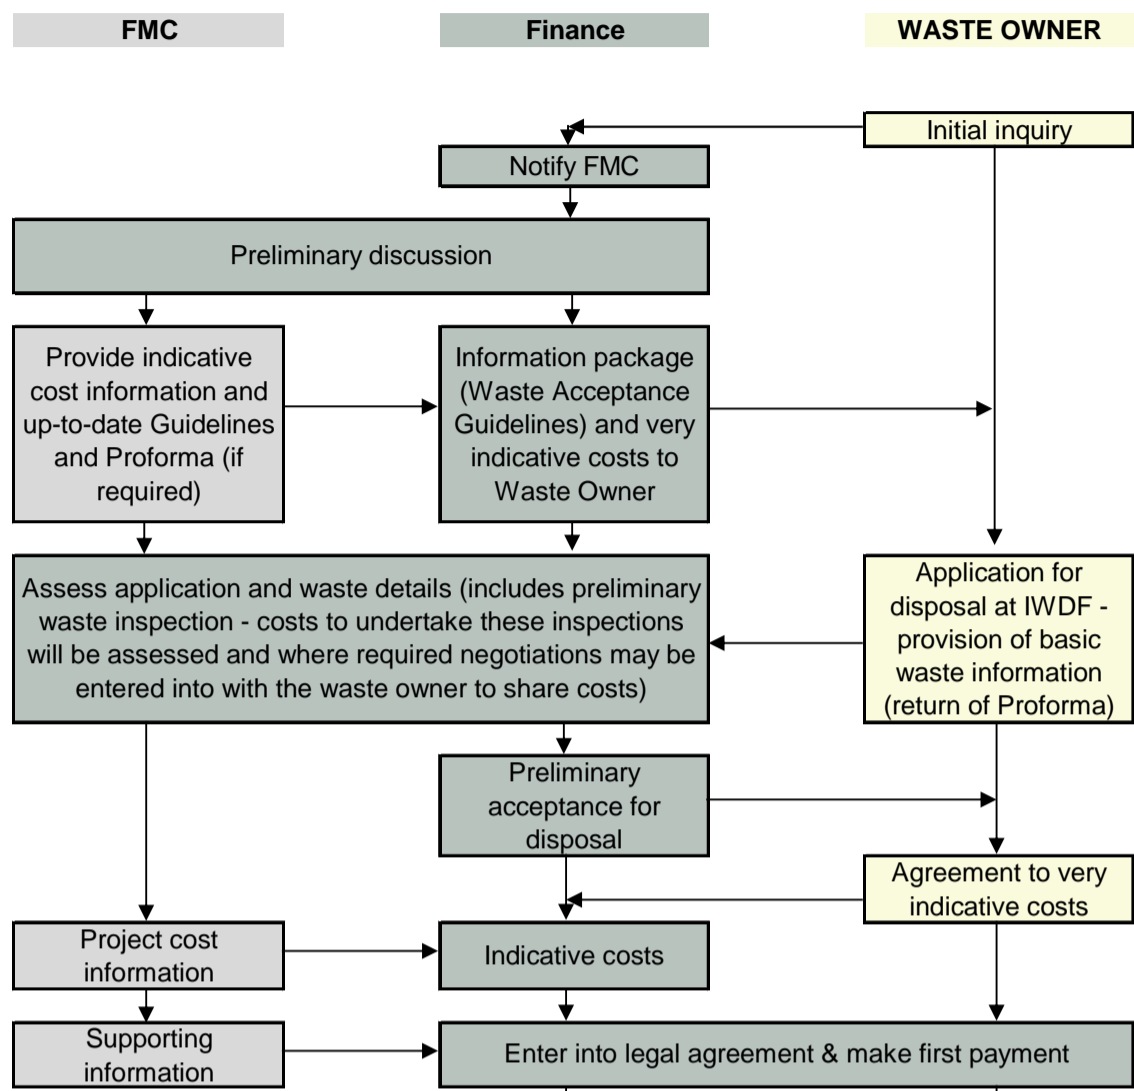 FMC
Finance
WASTE OWNER
Initial inquiry
Notify FMC
Preliminary discussion
Provide indicative
cost information and
up-to-date Guidelines
and Proforma (if
required)
Information package
(Waste Acceptance
Guidelines) and very
indicative costs to
Waste Owner
Assess application and waste details (includes preliminary
waste inspection - costs to undertake these inspections
will be assessed and where required negotiations may be
entered into with the waste owner to share costs)
Application for
disposal at IWDF -
provision of basic
waste information
(return of Proforma)
Preliminary
acceptance for
disposal
Agreement to very
indicative costs
Project cost
information
Indicative costs
Supporting
information
Enter into legal agreement & make first payment